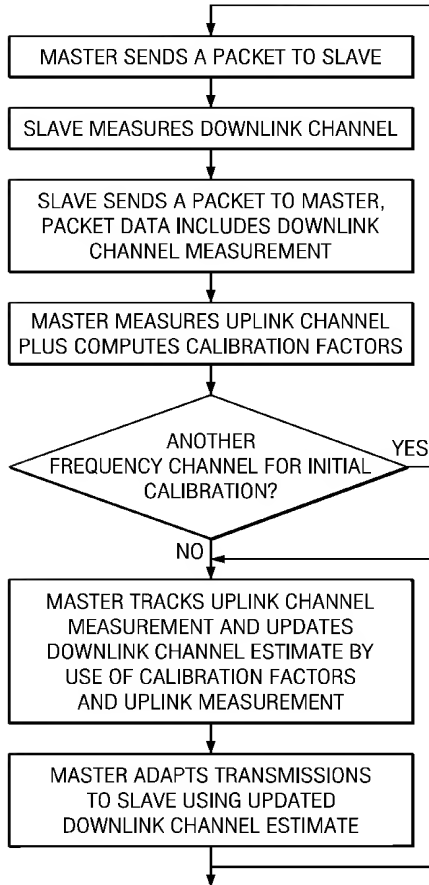 MASTER SENDS A PACKET TO SLAVE
SLAVE MEASURES DOWNLINK CHANNEL
SLAVE SENDS A PACKET TO MASTER,
PACKET DATA INCLUDES DOWNLINK
CHANNEL MEASUREMENT
MASTER MEASURES UPLINK CHANNEL
PLUS COMPUTES CALIBRATION FACTORS
ANOTHER
FREQUENCY CHANNEL FOR INITIAL
CALIBRATION?
YES
NO
MASTER TRACKS UPLINK CHANNEL
MEASUREMENT AND UPDATES
DOWNLINK CHANNEL ESTIMATE BY
USE OF CALIBRATION FACTORS
AND UPLINK MEASUREMENT
MASTER ADAPTS TRANSMISSIONS
TO SLAVE USING UPDATED
DOWNLINK CHANNEL ESTIMATE